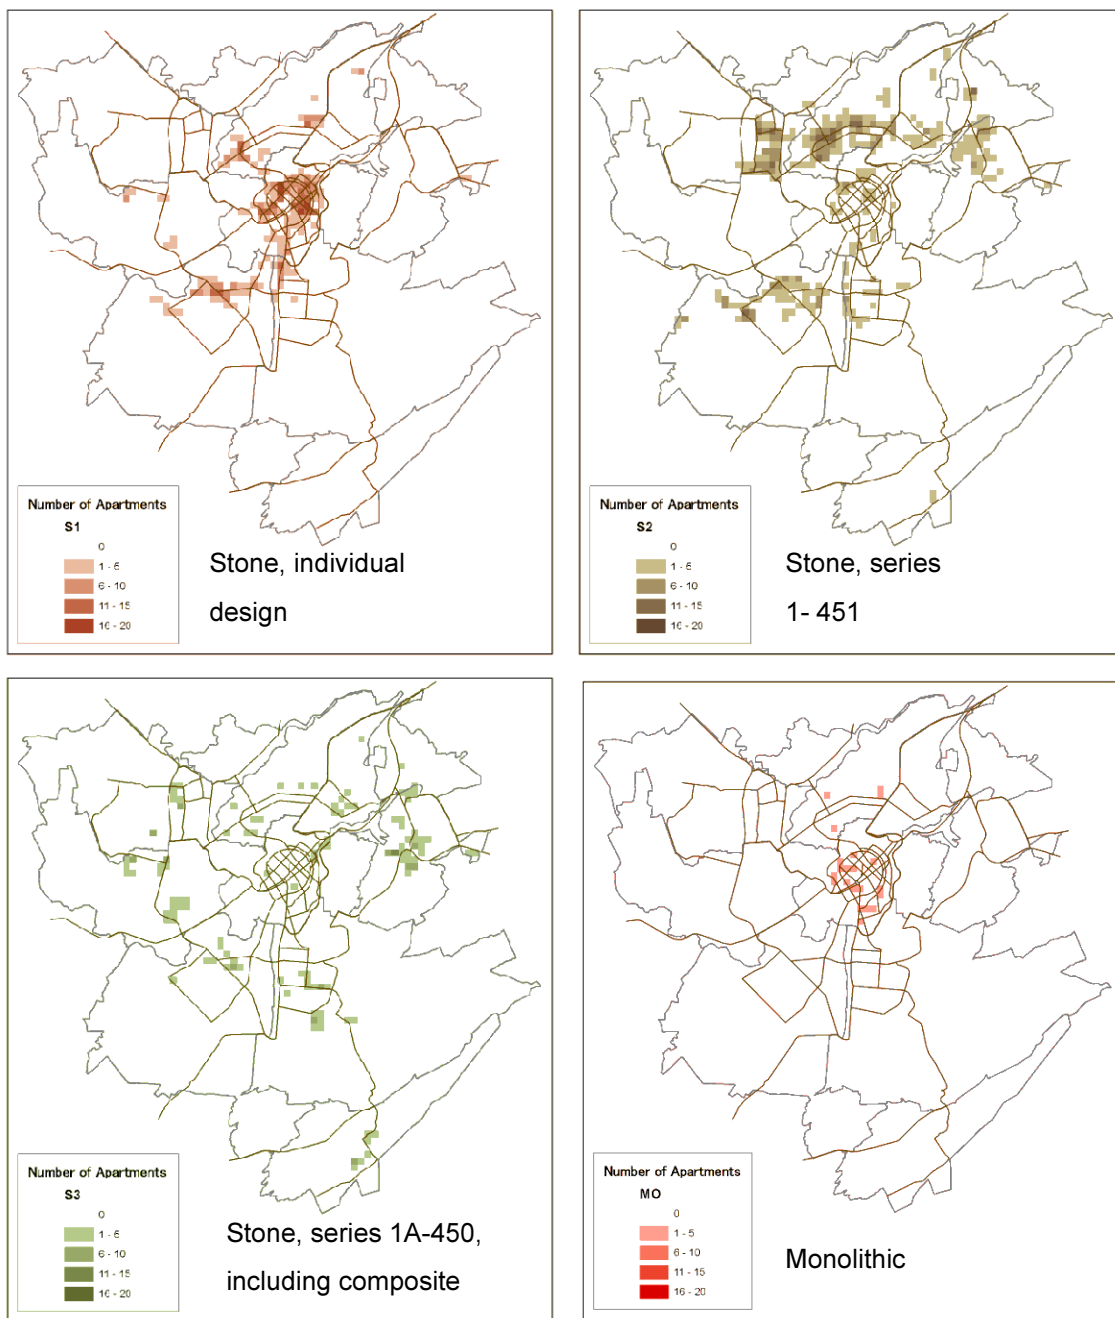 Number of Apartments
S1
0
1 - 5
6 - 10
11 - 15
16 - 20
Stone, individual
design
Number of Apartments
S2
0
1 - 5
6 - 10
11 - 15
16 - 20
Stone, series
1- 451
Number of Apartments
S3
0
1 - 5
6 - 10
11 - 15
16 - 20
Stone, series 1A-450,
including composite
Number of Apartments
MO
0
1 - 5
6 - 10
11 - 15
16 - 20
Monolithic